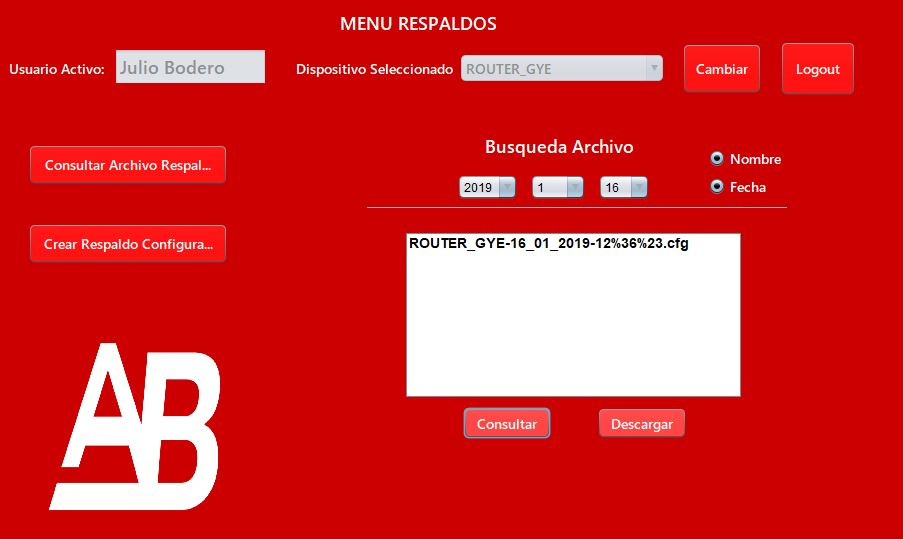 MENU RESPALDOS
Usuario Activo: Julio Bodero Dispositivo Seleccionado ROUTER_GYE Cambiar Logout
Consultar Archivo Respal...
Crear Respaldo Configura...
Busqueda Archivo
Nombre
2019 1 16 Fecha
ROUTER_GYE-16_01_2019-12%36%23.cfg
Consultar Descargar
AB